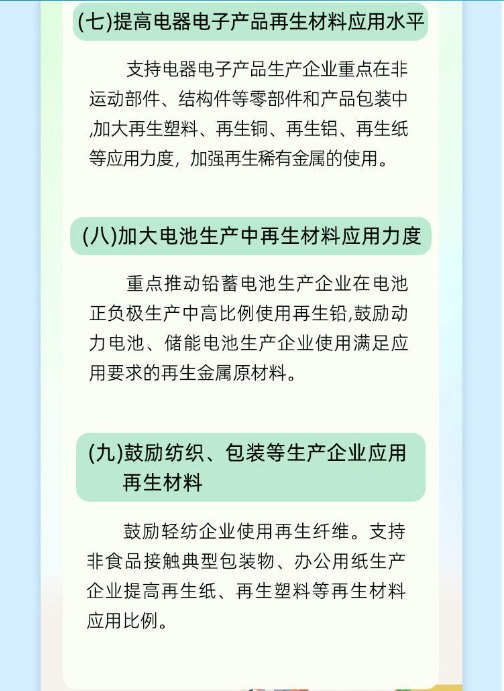 (七)提高电器电子产品再生材料应用水平
支持电器电子产品生产企业重点在非
运动部件、结构件等零部件和产品包装中
,加大再生塑料、再生铜、再生铝、再生纸
等应用力度，加强再生稀有金属的使用。
(八)加大电池生产中再生材料应用力度
重点推动铅蓄电池生产企业在电池
正负极生产中高比例使用再生铅,鼓励动
力电池、储能电池生产企业使用满足应
用要求的再生金属原材料。
(九)鼓励纺织、包装等生产企业应用
再生材料
鼓励轻纺企业使用再生纤维。支持
非食品接触典型包装物、办公用纸生产
企业提高再生纸、再生塑料等再生材料
应用比例。